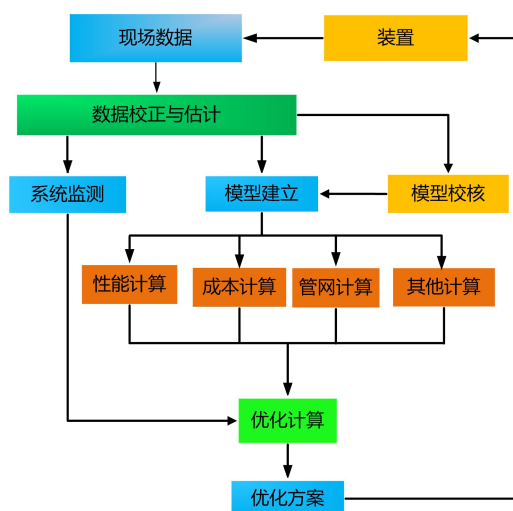 现场数据
装置
数据校正与估计
系统监测
模型建立
模型校核
性能计算
成本计算
管网计算
其他计算
优化计算
优化方案